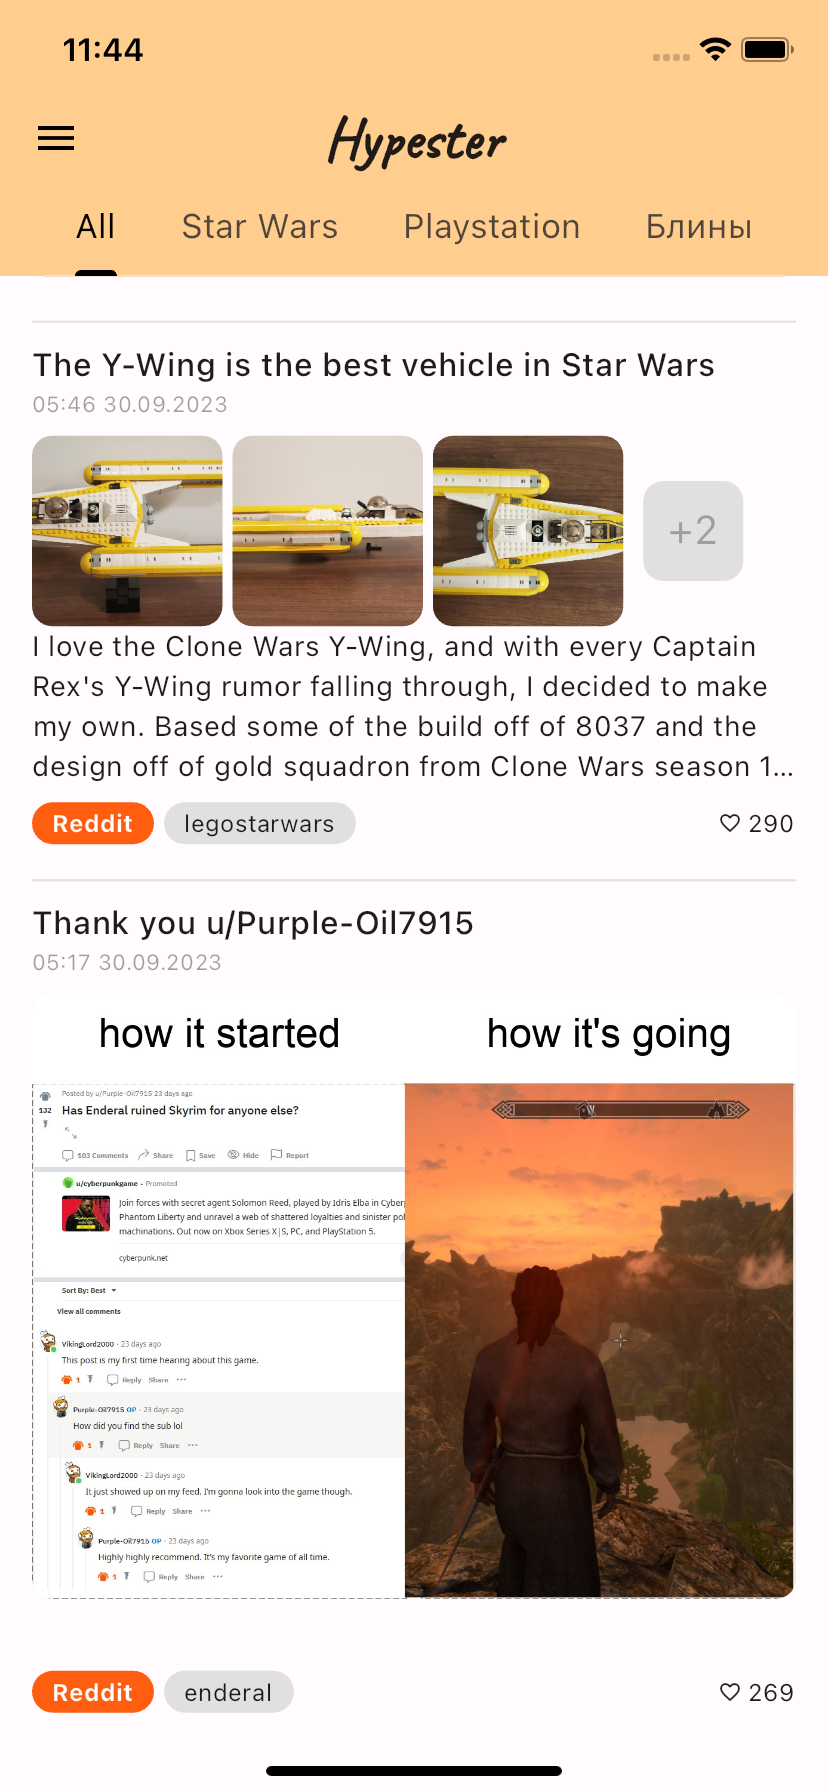 11:44
Hypester
All Star Wars Playstation Блины
The Y-Wing is the best vehicle in Star Wars
05:46 30.09.2023
+2
I love the Clone Wars Y-Wing, and with every Captain
Rex's Y-Wing rumor falling through, I decided to make
my own. Based some of the build off of 8037 and the
design off of gold squadron from Clone Wars season 1...
Reddit legostarwars 290
Thank you u/Purple-Oil7915
05:17 30.09.2023
how it started how it's going
Posted by u/Purple-Oil7915 23 days ago
132 Has Enderal ruined Skyrim for anyone else?
103 Comments Share Save Hide Report
u/cyberpunkgame · Promoted
Join forces with secret agent Solomon Reed, played by Idris Elba in Cyber
Phantom Liberty and unravel a web of shattered loyalties and sinister pol
machinations. Out now on Xbox Series X|S, PC, and PlayStation 5.
cyberpunk.net
Sort By: Best
View all comments
VikingLord2000 · 23 days ago
This post is my first time hearing about this game.
1 Reply Share ···
Purple-Oil7915 OP · 23 days ago
How did you find the sub lol
1 Reply Share ···
VikingLord2000 · 23 days ago
It just showed up on my feed. I'm gonna look into the game though.
1 Reply Share ···
Purple-Oil7915 OP · 23 days ago
Highly highly recommend. It's my favorite game of all time.
1 Reply Share ···
W
Reddit enderal 269